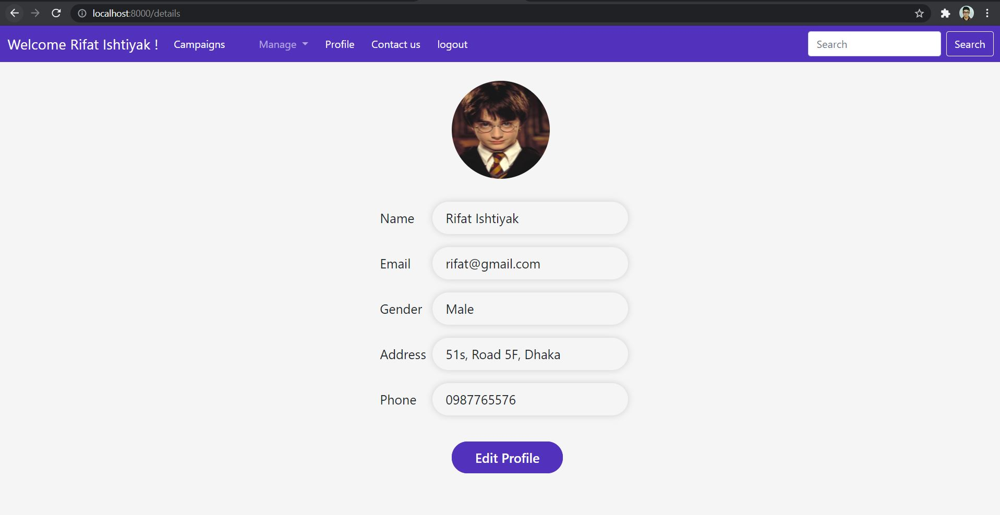 localhost:8000/details
Welcome Rifat Ishtiyak ! Campaigns Manage Profile Contact us logout Search Search
Name Rifat Ishtiyak
Email rifat@gmail.com
Gender Male
Address 51s, Road 5F, Dhaka
Phone 0987765576
Edit Profile